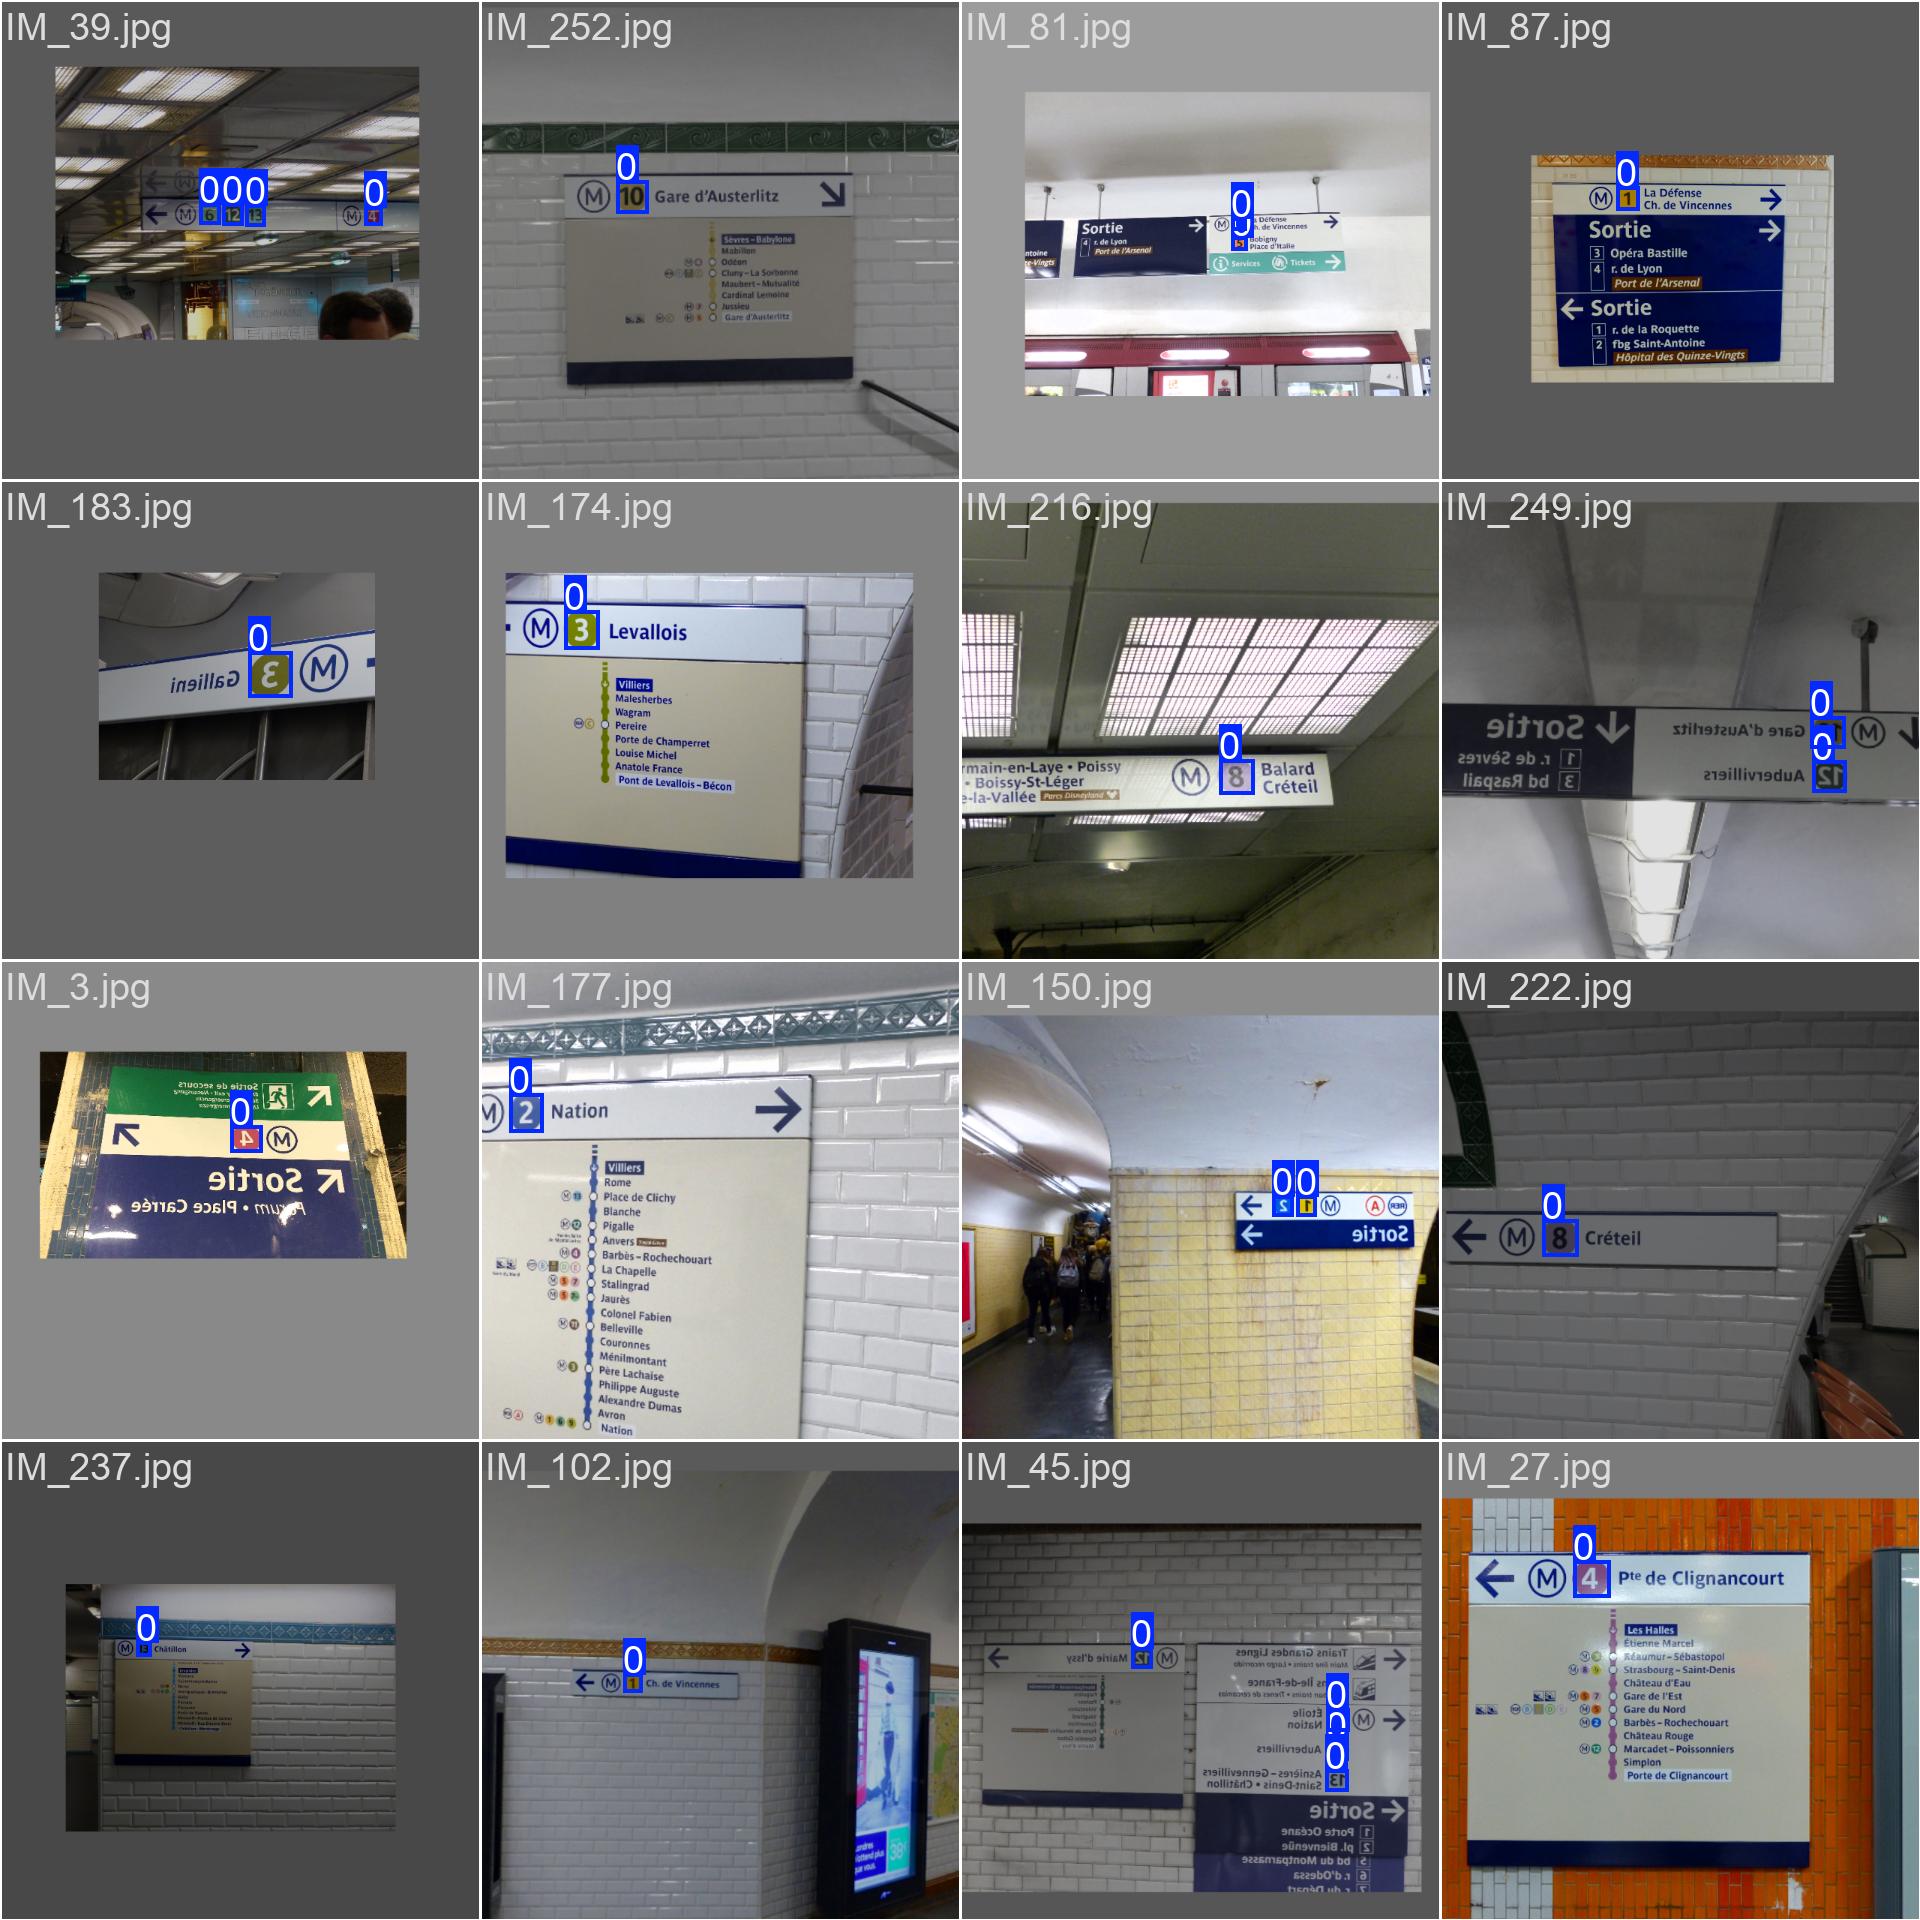 IM_39.jpg
0 0 0 0
M 6 12 13 M 4
IM_252.jpg
0
M 10 Gare d'Austerlitz
Sèvres – Babylone
Mabillon
Odéon
Cluny – La Sorbonne
Maubert – Mutualité
Cardinal Lemoine
Jussieu
Gare d'Austerlitz
IM_81.jpg
0
Sortie
4 r. de Lyon
Port de l'Arsenal
M
Défense
Ch. de Vincennes
5 Bobigny
Place d'Italie
Services Tickets
IM_87.jpg
0
M 1 La Défense
Ch. de Vincennes
Sortie
3 Opéra Bastille
4 r. de Lyon
Port de l'Arsenal
Sortie
1 r. de la Roquette
2 fbg Saint-Antoine
Hôpital des Quinze-Vingts
IM_183.jpg
0
Gallieni 3 M
IM_174.jpg
0
M 3 Levallois
Villiers
Malesherbes
Wagram
Pereire
Porte de Champerret
Louise Michel
Anatole France
Pont de Levallois – Bécon
IM_216.jpg
0
rmain-en-Laye • Poissy
• Boissy-St-Léger
e-la-Vallée Parcs Disneyland
M 8 Balard
Créteil
IM_249.jpg
0
0
Sortie
1 r. de Sèvres
3 bd Raspail
Gare d'Austerlitz M
Aubervilliers 12
IM_3.jpg
0
Sortie de secours
4 M
Sortie
Forum • Place Carrée
IM_177.jpg
0
M 2 Nation
Villiers
Rome
Place de Clichy
Blanche
Pigalle
Anvers
Barbès – Rochechouart
La Chapelle
Stalingrad
Jaurès
Colonel Fabien
Belleville
Couronnes
Ménilmontant
Père Lachaise
Philippe Auguste
Alexandre Dumas
Avron
Nation
IM_150.jpg
0 0
2 1 M A RER
Sortie
IM_222.jpg
0
M 8 Créteil
IM_237.jpg
0
M 13 Châtillon
IM_102.jpg
0
M 1 Ch. de Vincennes
IM_45.jpg
0
Mairie d'Issy 12 M
0
0
Trains Grandes Lignes
Île-de-France
Étoile
Nation
M
Aubervilliers
Asnières – Gennevilliers
Saint-Denis • Châtillon 13
Sortie
1 Porte Océane
2 pl. Bienvenüe
5 bd du Montparnasse
6 r. d'Odessa
7 r. du Départ
IM_27.jpg
0
M 4 Pte de Clignancourt
Les Halles
Étienne Marcel
Réaumur – Sébastopol
Strasbourg – Saint-Denis
Château d'Eau
Gare de l'Est
Gare du Nord
Barbès – Rochechouart
Château Rouge
Marcadet – Poissonniers
Simplon
Porte de Clignancourt